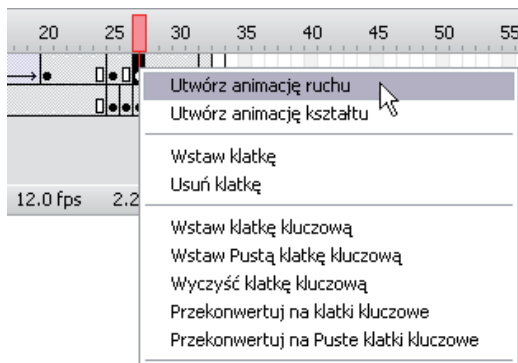 20 25 30 35 40 45 50 55
Utwórz animację ruchu
Utwórz animację kształtu
Wstaw klatkę
Usuń klatkę
12.0 fps 2.2
Wstaw klatkę kluczową
Wstaw Pustą klatkę kluczową
Wyczyść klatkę kluczową
Przekonwertuj na klatki kluczowe
Przekonwertuj na Puste klatki kluczowe